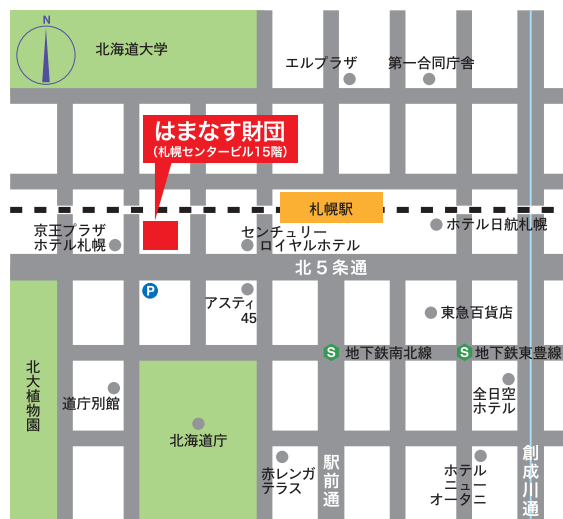 N
北海道大学
エルプラザ
第一合同庁舎
はまなす財団
(札幌センタービル15階)
札幌駅
京王プラザ
ホテル札幌
センチュリー
ロイヤルホテル
ホテル日航札幌
北5条通
P
アスティ
45
東急百貨店
S
地下鉄南北線
S
地下鉄東豊線
北大植物園
道庁別館
全日空
ホテル
北海道庁
赤レンガ
テラス
駅前通
ホテル
ニュー
オータニ
創成川通